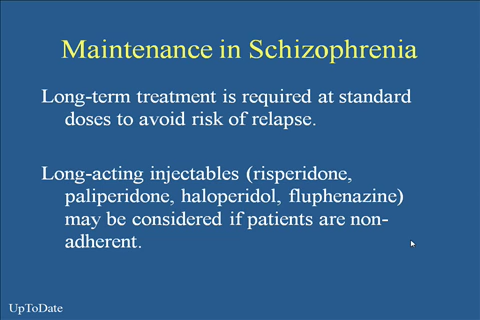 Maintenance in Schizophrenia
Long-term treatment is required at standard
doses to avoid risk of relapse.
Long-acting injectables (risperidone,
paliperidone, haloperidol, fluphenazine)
may be considered if patients are non-
adherent.
UpToDate